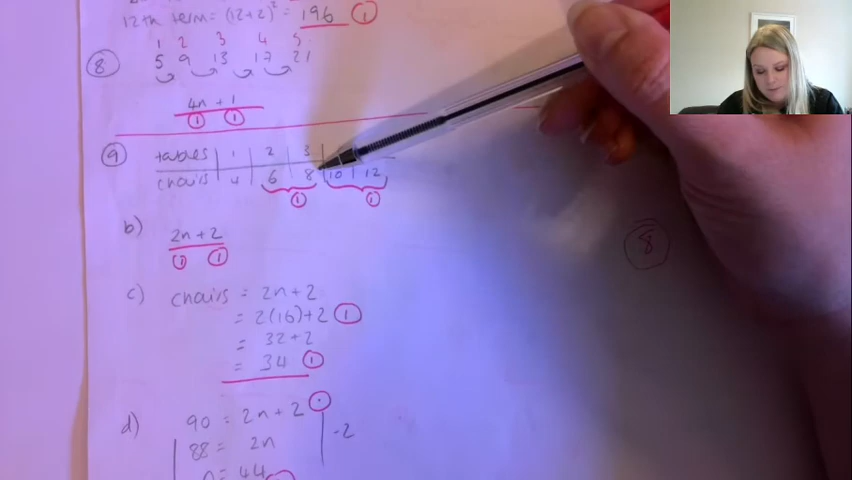 12th term = (12+2)² = 196 ①
1 2 3 4 5
⑧ 5 9 13 17 21
4n + 1
① ①
⑨ tables 1 2 3
chairs 4 6 8 10 12
① ①
b) 2n + 2
① ①
8
c) chairs = 2n + 2
= 2(16) + 2 ①
= 32 + 2
= 34 ①
d) 90 = 2n + 2
88 = 2n -2
n = 44